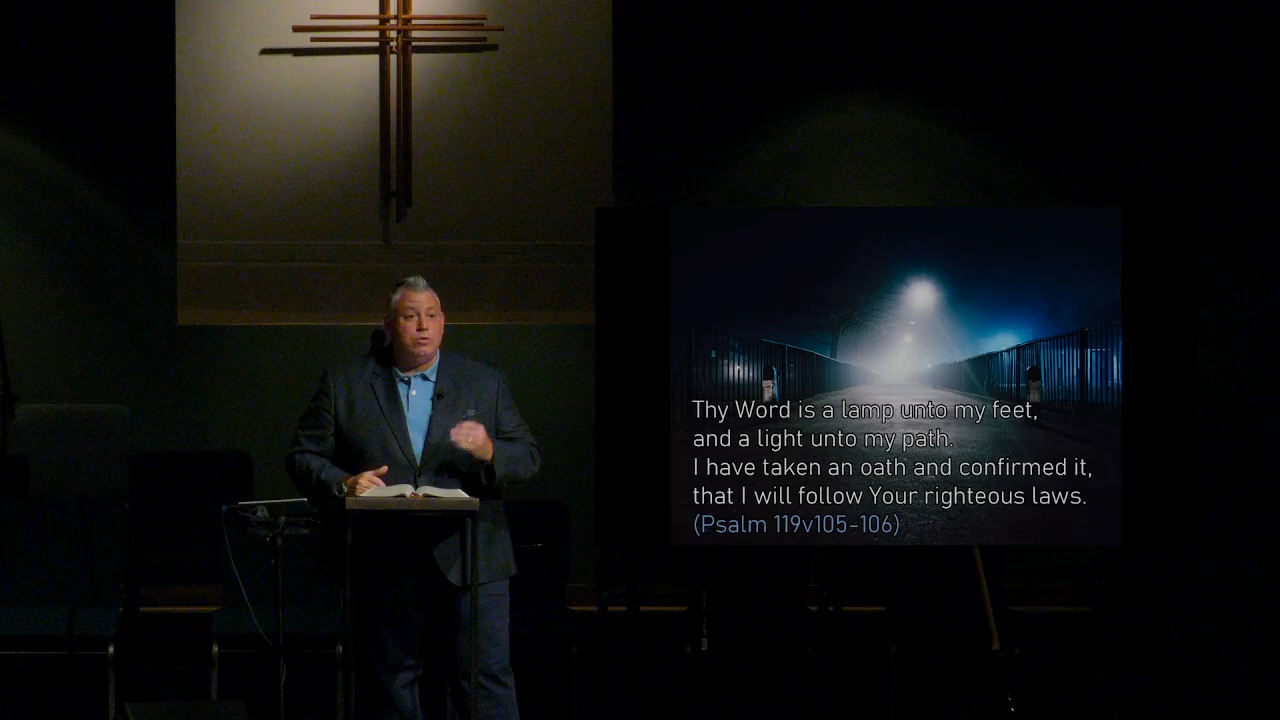 Thy Word is a lamp unto my feet,
and a light unto my path.
I have taken an oath and confirmed it,
that I will follow Your righteous laws.
(Psalm 119v105-106)